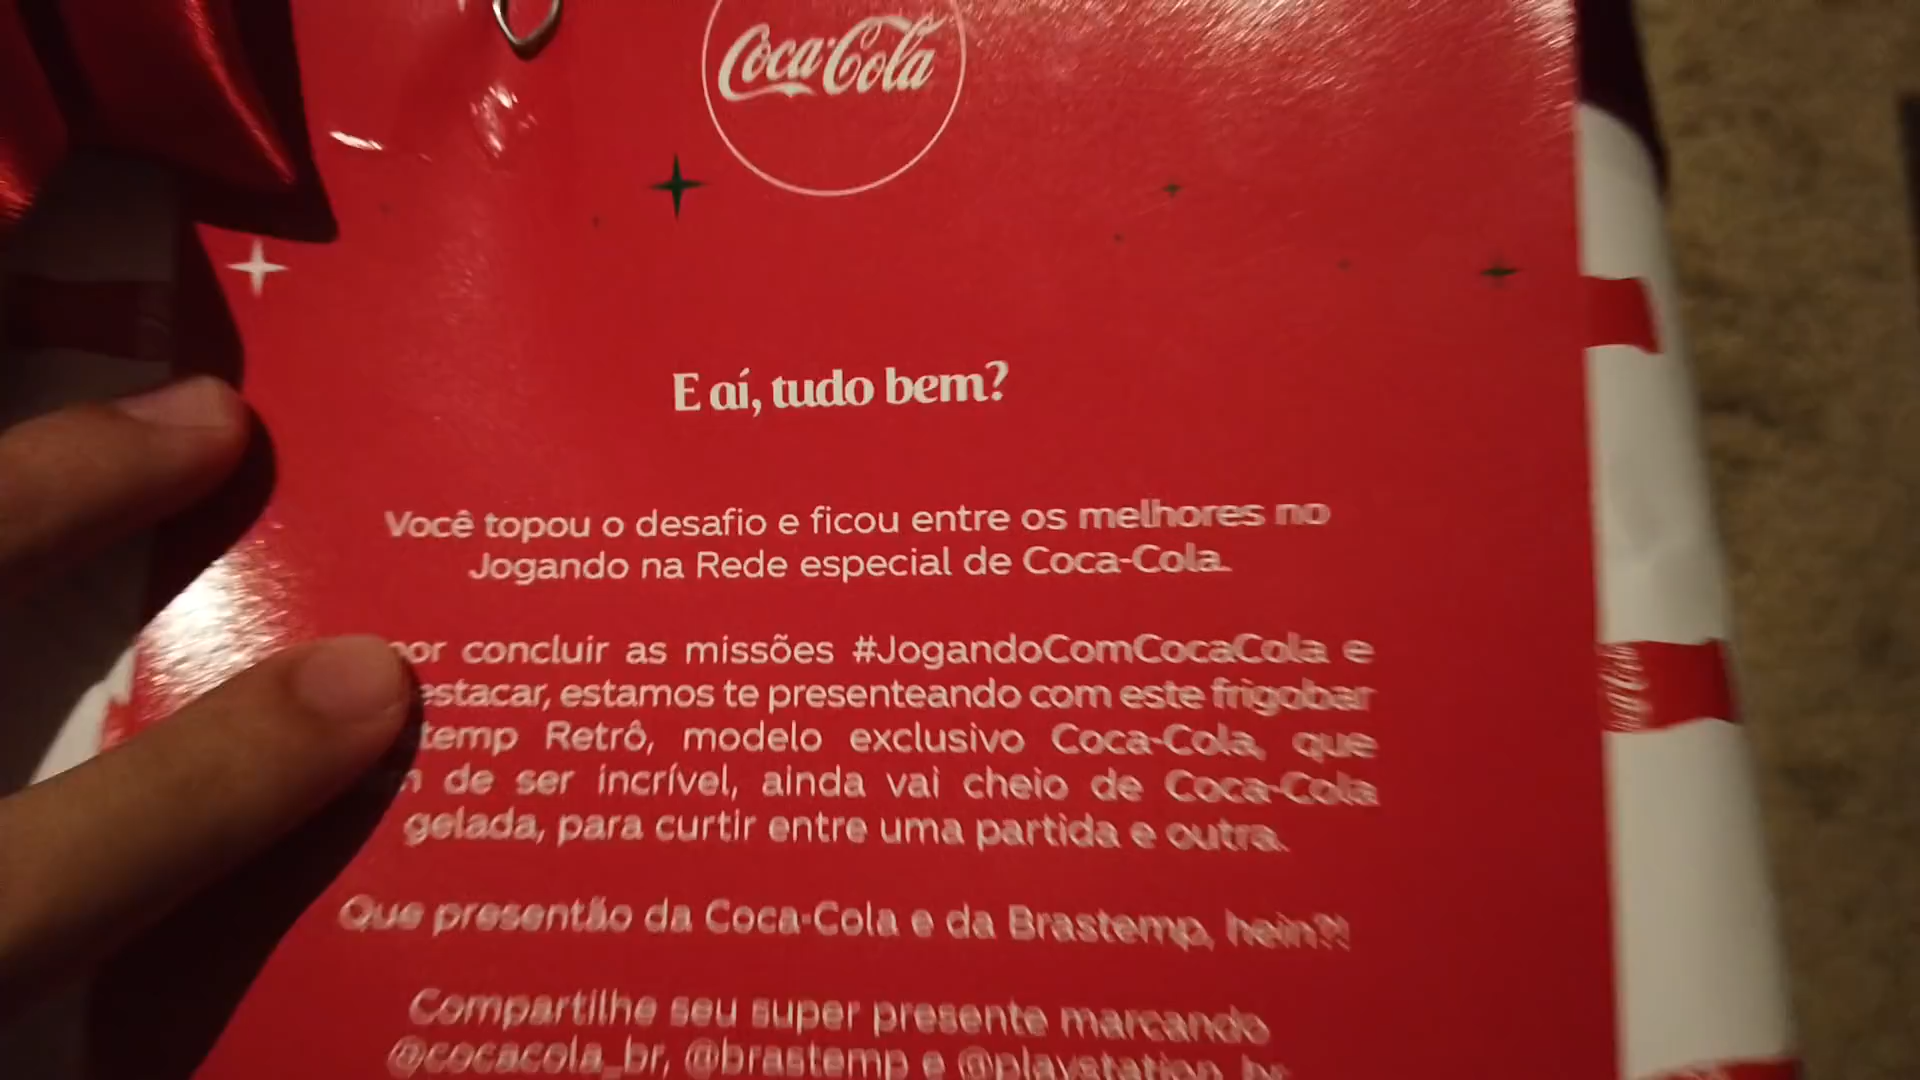 Coca-Cola
E aí, tudo bem?
Você topou o desafio e ficou entre os melhores no
Jogando na Rede especial de Coca-Cola.
por concluir as missões #JogandoComCocaCola e
estacar, estamos te presenteando com este frigobar
temp Retrô, modelo exclusivo Coca-Cola, que
de ser incrível, ainda vai cheio de Coca-Cola
gelada, para curtir entre uma partida e outra.
Que presentão da Coca-Cola e da Brastemp, hein?!
Compartilhe seu super presente marcando
@cocacola_br, @brastemp e @playstation_br